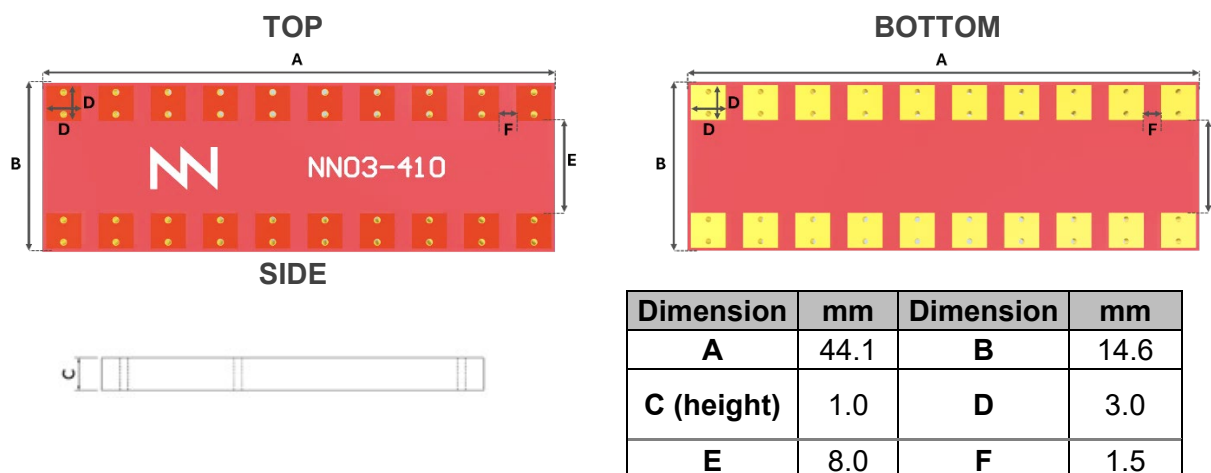 TOP
A
D
D
F
B
E
NN
NN03-410
SIDE
C
BOTTOM
A
D
D
F
B
Dimension mm Dimension mm
A 44.1 B 14.6
C (height) 1.0 D 3.0
E 8.0 F 1.5